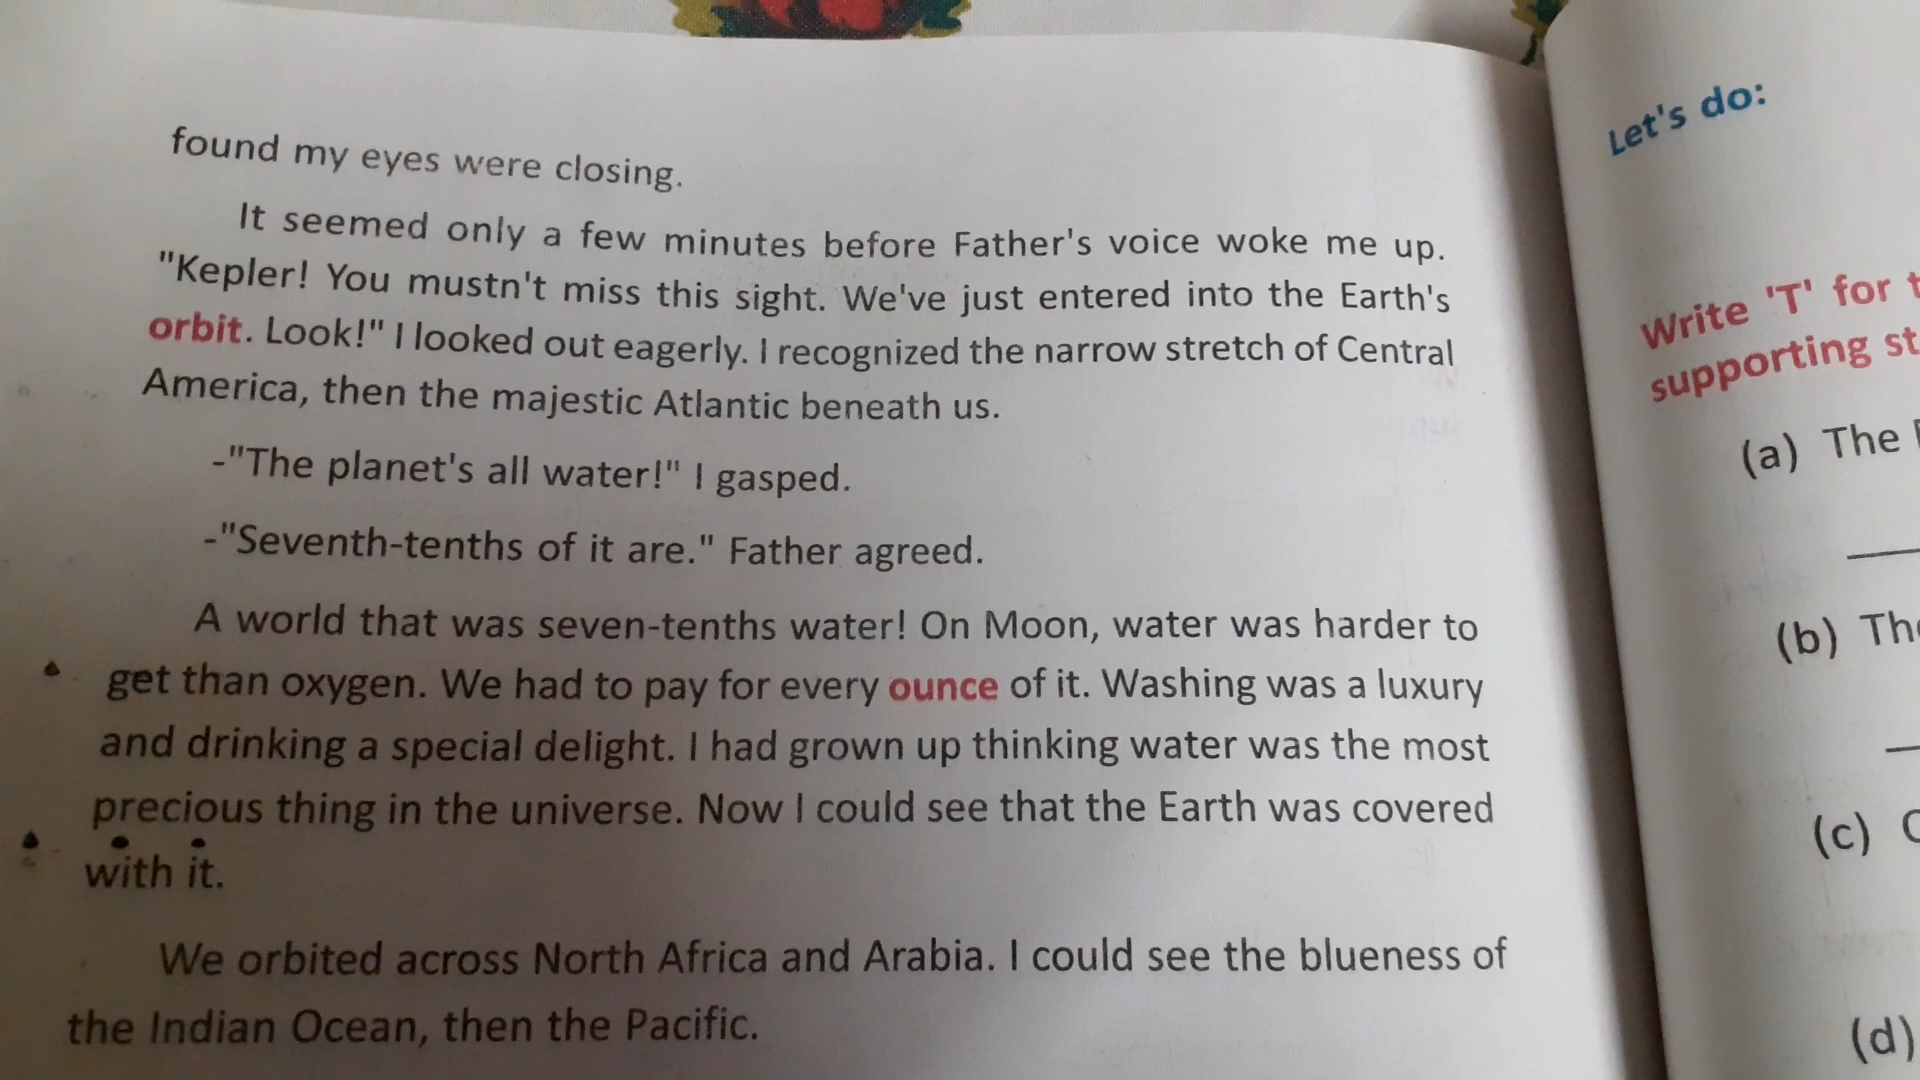 found my eyes were closing.
It seemed only a few minutes before Father's voice woke me up.
"Kepler! You mustn't miss this sight. We've just entered into the Earth's
orbit. Look!" I looked out eagerly. I recognized the narrow stretch of Central
America, then the majestic Atlantic beneath us.
-"The planet's all water!" I gasped.
-"Seventh-tenths of it are." Father agreed.
A world that was seven-tenths water! On Moon, water was harder to
get than oxygen. We had to pay for every ounce of it. Washing was a luxury
and drinking a special delight. I had grown up thinking water was the most
precious thing in the universe. Now I could see that the Earth was covered
with it.
We orbited across North Africa and Arabia. I could see the blueness of
the Indian Ocean, then the Pacific.
Let's do:
Write 'T' for
supporting
(a) The
(b)
(c)
(d)